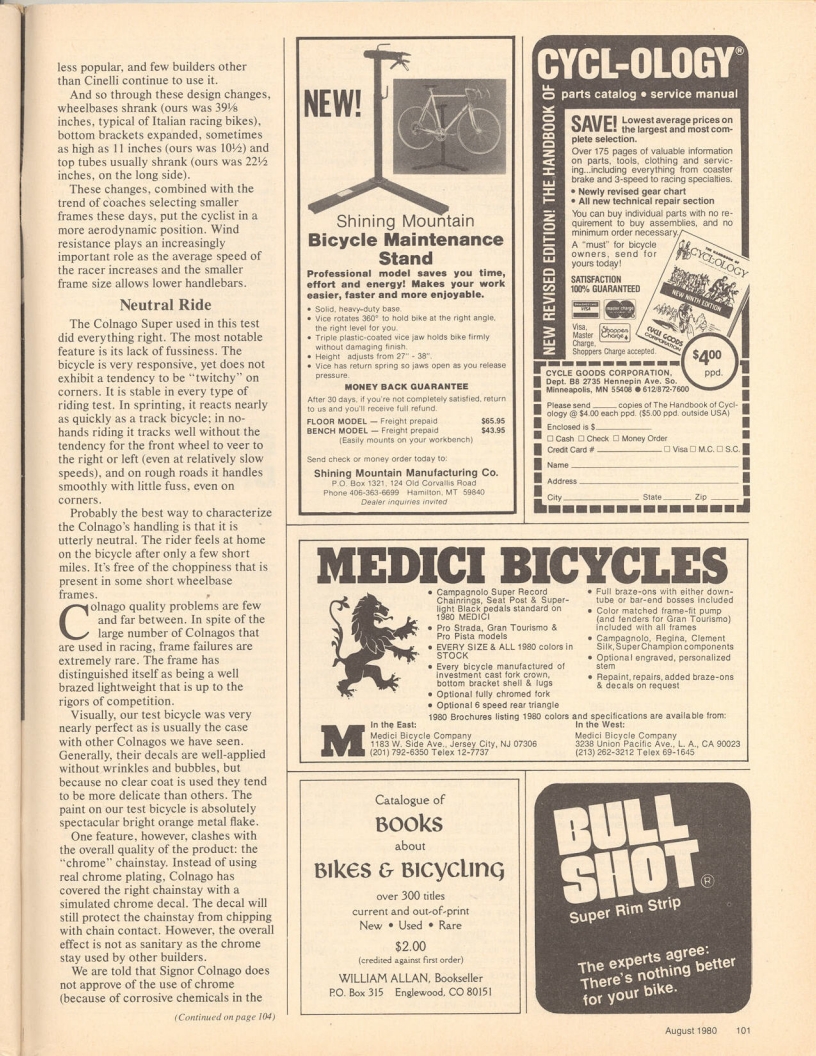 less popular, and few builders other
than Cinelli continue to use it.
And so through these design changes,
wheelbases shrank (ours was 39⅛
inches, typical of Italian racing bikes),
bottom brackets expanded, sometimes
as high as 11 inches (ours was 10½) and
top tubes usually shrank (ours was 22½
inches, on the long side).
These changes, combined with the
trend of coaches selecting smaller
frames these days, put the cyclist in a
more aerodynamic position. Wind
resistance plays an increasingly
important role as the average speed of
the racer increases and the smaller
frame size allows lower handlebars.
Neutral Ride
The Colnago Super used in this test
did everything right. The most notable
feature is its lack of fussiness. The
bicycle is very responsive, yet does not
exhibit a tendency to be "twitchy" on
corners. It is stable in every type of
riding test. In sprinting, it reacts nearly
as quickly as a track bicycle; in no-
hands riding it tracks well without the
tendency for the front wheel to veer to
the right or left (even at relatively slow
speeds), and on rough roads it handles
smoothly with little fuss, even on
corners.
Probably the best way to characterize
the Colnago's handling is that it is
utterly neutral. The rider feels at home
on the bicycle after only a few short
miles. It's free of the choppiness that is
present in some short wheelbase
frames.
Colnago quality problems are few
and far between. In spite of the
large number of Colnagos that
are used in racing, frame failures are
extremely rare. The frame has
distinguished itself as being a well
brazed lightweight that is up to the
rigors of competition.
Visually, our test bicycle was very
nearly perfect as is usually the case
with other Colnagos we have seen.
Generally, their decals are well-applied
without wrinkles and bubbles, but
because no clear coat is used they tend
to be more delicate than others. The
paint on our test bicycle is absolutely
spectacular bright orange metal flake.
One feature, however, clashes with
the overall quality of the product: the
"chrome" chainstay. Instead of using
real chrome plating, Colnago has
covered the right chainstay with a
simulated chrome decal. The decal will
still protect the chainstay from chipping
with chain contact. However, the overall
effect is not as sanitary as the chrome
stay used by other builders.
We are told that Signor Colnago does
not approve of the use of chrome
(because of corrosive chemicals in the
(Continued on page 104)
NEW!
Shining Mountain
Bicycle Maintenance
Stand
Professional model saves you time,
effort and energy! Makes your work
easier, faster and more enjoyable.
• Solid, heavy-duty base.
• Vice rotates 360° to hold bike at the right angle,
the right level for you.
• Triple plastic-coated vice jaw holds bike firmly
without damaging finish.
• Height adjusts from 27" - 38".
• Vice has return spring so jaws open as you release
pressure.
MONEY BACK GUARANTEE
After 30 days, if you're not completely satisfied, return
to us and you'll receive full refund.
FLOOR MODEL — Freight prepaid $65.95
BENCH MODEL — Freight prepaid $43.95
(Easily mounts on your workbench)
Send check or money order today to:
Shining Mountain Manufacturing Co.
P.O. Box 1321, 124 Old Corvallis Road
Phone 406-363-6699 Hamilton, MT 59840
Dealer inquiries invited
NEW REVISED EDITION! THE HANDBOOK OF
CYCL-OLOGY®
parts catalog • service manual
SAVE! Lowest average prices on
the largest and most com-
plete selection.
Over 175 pages of valuable information
on parts, tools, clothing and servic-
ing...including everything from coaster
brake and 3-speed to racing specialties.
• Newly revised gear chart
• All new technical repair section
You can buy individual parts with no re-
quirement to buy assemblies, and no
minimum order necessary.
A "must" for bicycle
owners, send for
yours today!
SATISFACTION
100% GUARANTEED
VISA
master charge
Visa,
Master
Charge,
Shoppers Charge
Shoppers Charge accepted.
THE HANDBOOK OF
CYCL-OLOGY
NEW NINTH EDITION
CYCLE GOODS
CORPORATION
$4.00
ppd.
CYCLE GOODS CORPORATION,
Dept. B8 2735 Hennepin Ave. So.
Minneapolis, MN 55408 ● 612/872-7600
Please send ______ copies of The Handbook of Cycl-
ology @ $4.00 each ppd. ($5.00 ppd. outside USA)
Enclosed is $
☐ Cash ☐ Check ☐ Money Order
Credit Card # ______ ☐ Visa ☐ M.C. ☐ S.C.
Name
Address
City ______ State ______ Zip ______
MEDICI BICYCLES
• Campagnolo Super Record
Chainrings, Seat Post & Super-
light Black pedals standard on
1980 MEDICI
• Pro Strada, Gran Tourismo &
Pro Pista models
• EVERY SIZE & ALL 1980 colors in
STOCK
• Every bicycle manufactured of
investment cast fork crown,
bottom bracket shell & lugs
• Optional fully chromed fork
• Optional 6 speed rear triangle
• Full braze-ons with either down-
tube or bar-end bosses included
• Color matched frame-fit pump
(and fenders for Gran Tourismo)
included with all frames
• Campagnolo, Regina, Clement
Silk, Super Champion components
• Optional engraved, personalized
stem
• Repaint, repairs, added braze-ons
& decals on request
1980 Brochures listing 1980 colors and specifications are available from:
M
In the East:
Medici Bicycle Company
1183 W. Side Ave., Jersey City, NJ 07306
(201) 792-6350 Telex 12-7737
In the West:
Medici Bicycle Company
3238 Union Pacific Ave., L. A., CA 90023
(213) 262-3212 Telex 69-1645
Catalogue of
BOOKS
about
BIKES & BICYCLING
over 300 titles
current and out-of-print
New • Used • Rare
$2.00
(credited against first order)
WILLIAM ALLAN, Bookseller
P.O. Box 315 Englewood, CO 80151
BULL
SHOT®
Super Rim Strip
The experts agree:
There's nothing better
for your bike.
August 1980 101